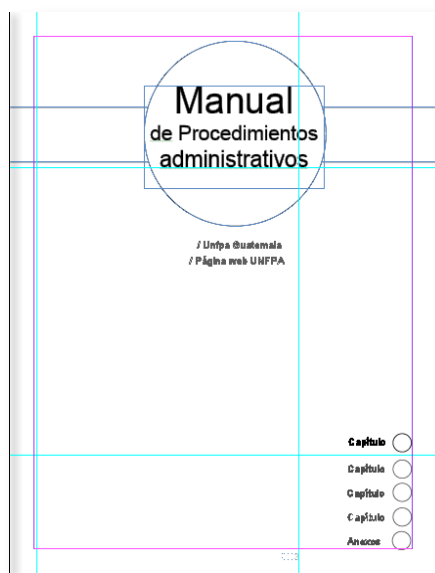 Manual
de Procedimientos
administrativos
/ Unfpa Guatemala
/ Página web UNFPA
Capítulo
Capítulo
Capítulo
Capítulo
Anexos